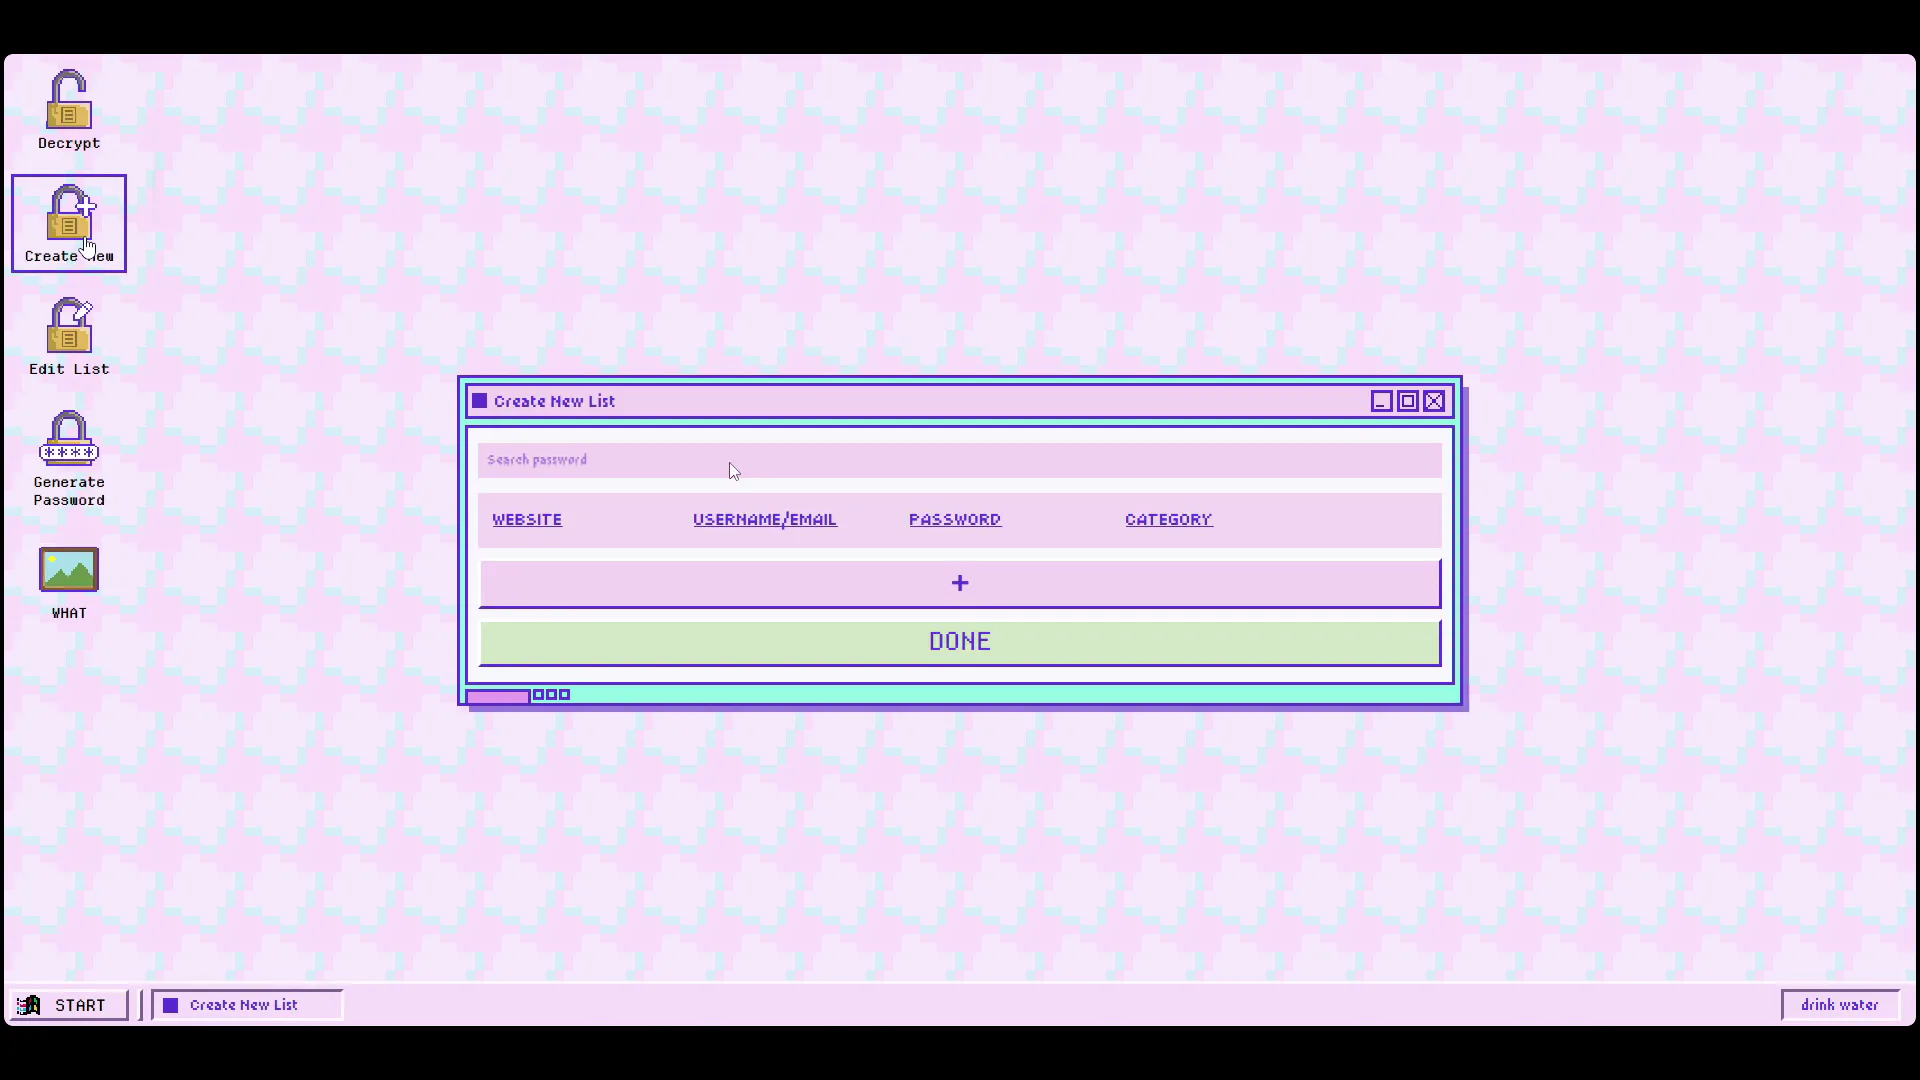 Decrypt
Create New
Edit List
Generate
Password
WHAT
Create New List
Search password
WEBSITE USERNAME/EMAIL PASSWORD CATEGORY
+
DONE
START
Create New List
drink water